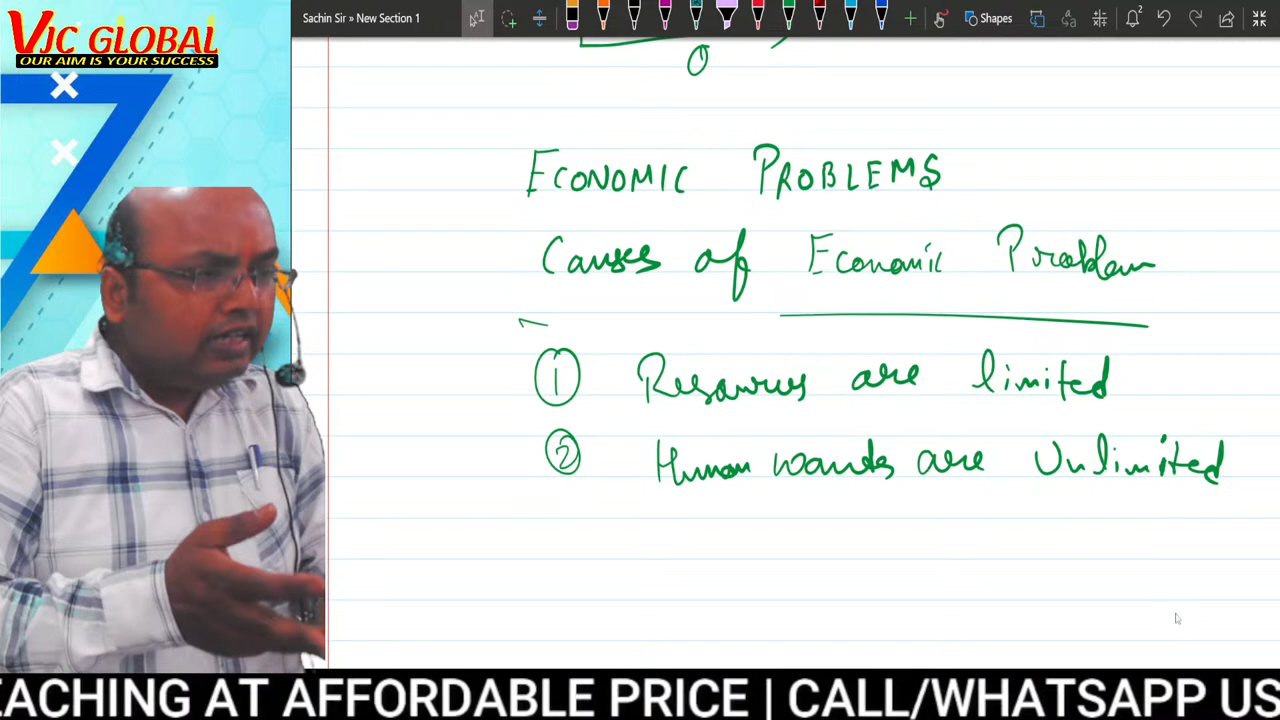 VJC GLOBAL
OUR AIM IS YOUR SUCCESS
Sachin Sir » New Section 1
Shapes
ECONOMIC PROBLEMS
Causes of Economic Problem
① Resources are limited
② Human wants are Unlimited
EACHING AT AFFORDABLE PRICE | CALL/WHATSAPP US